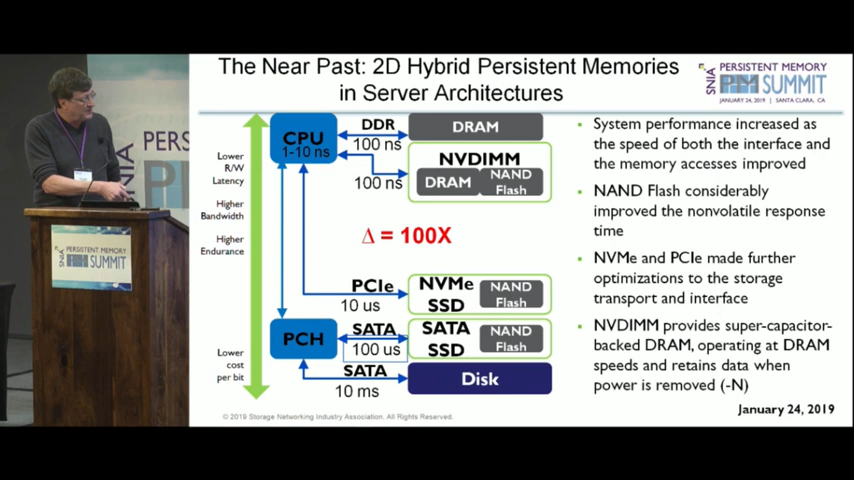 The Near Past: 2D Hybrid Persistent Memories
in Server Architectures
SNIA
PERSISTENT MEMORY
PM SUMMIT
JANUARY 24, 2019 | SANTA CLARA, CA
CPU
1-10 ns
DDR
100 ns
DRAM
100 ns
NVDIMM
DRAM
NAND
Flash
Lower
R/W
Latency
Higher
Bandwidth
Higher
Endurance
Δ = 100X
PCIe
10 us
NVMe
SSD
NAND
Flash
PCH
SATA
100 us
SATA
SSD
NAND
Flash
SATA
10 ms
Disk
Lower
cost
per bit
• System performance increased as
the speed of both the interface and
the memory accesses improved
• NAND Flash considerably
improved the nonvolatile response
time
• NVMe and PCIe made further
optimizations to the storage
transport and interface
• NVDIMM provides super-capacitor-
backed DRAM, operating at DRAM
speeds and retains data when
power is removed (-N)
January 24, 2019
© 2019 Storage Networking Industry Association. All Rights Reserved.
SNIA
PERSIS
PM
SNIA
PERSISTENT MEMORY
PM SUMMIT